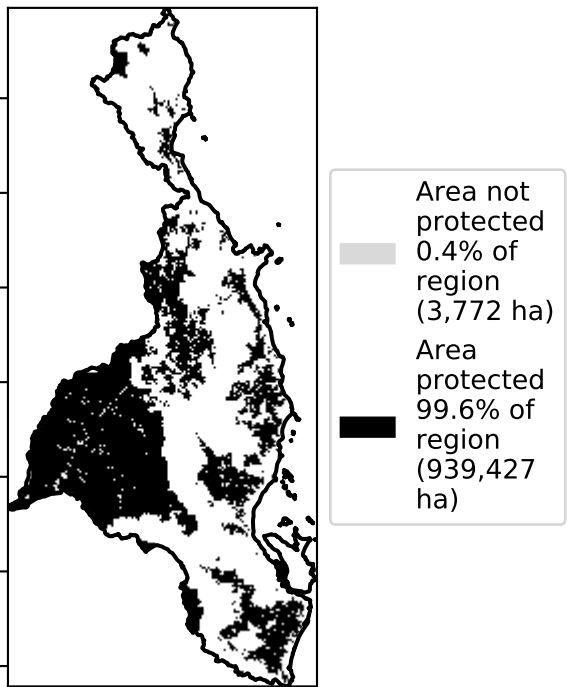 Area not
protected
0.4% of
region
(3,772 ha)
Area
protected
99.6% of
region
(939,427
ha)